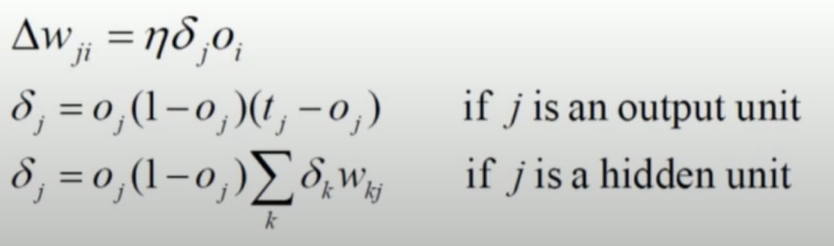 Δw_ji = ηδ_j o_i
δ_j = o_j(1−o_j)(t_j −o_j) if j is an output unit
δ_j = o_j(1−o_j)∑_k δ_k w_kj if j is a hidden unit